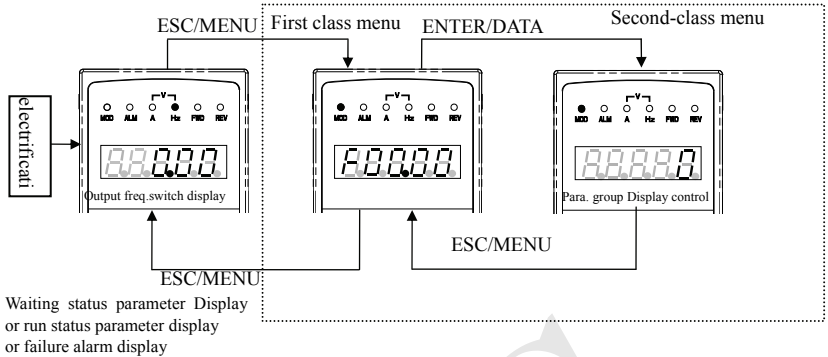 ESC/MENU First class menu ENTER/DATA Second-class menu
electrificati
V V V
MOD ALM A Hz FWD REV MOD ALM A Hz FWD REV MOD ALM A Hz FWD REV
0.00 F00.00 0
Output freq.switch display Para. group Display control
ESC/MENU
ESC/MENU
Waiting status parameter Display
or run status parameter display
or failure alarm display